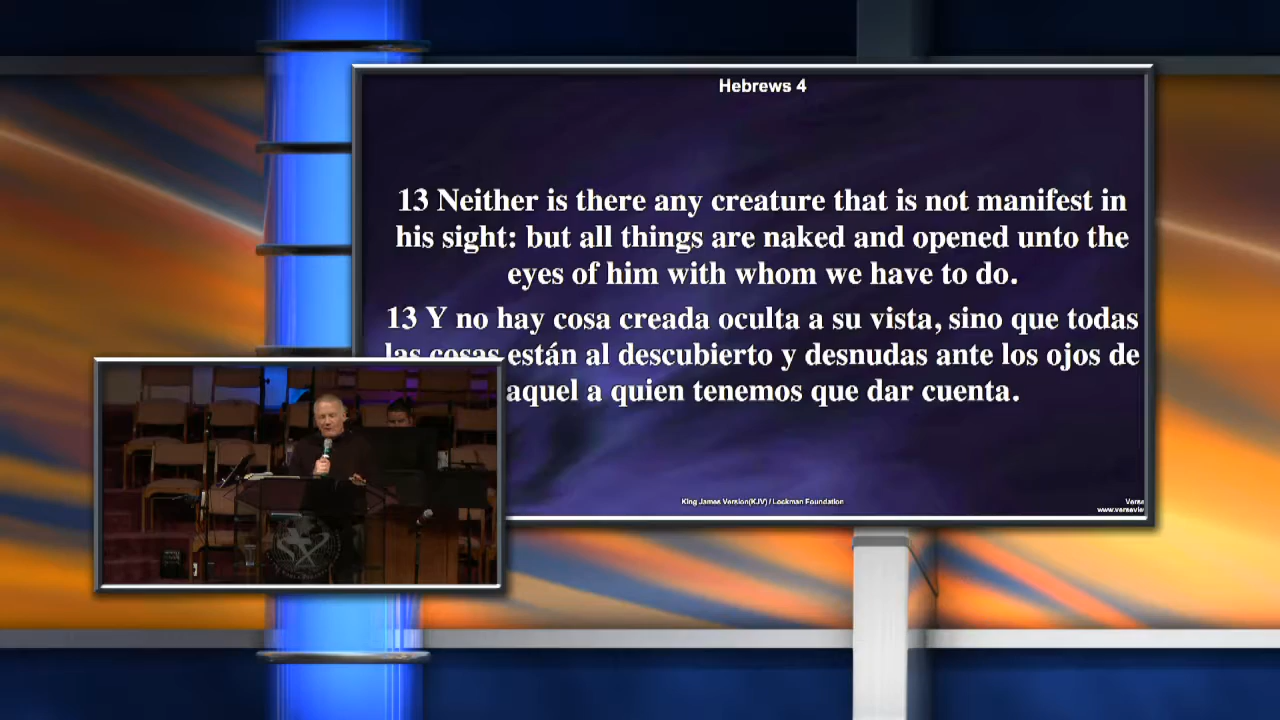 Hebrews 4
13 Neither is there any creature that is not manifest in
his sight: but all things are naked and opened unto the
eyes of him with whom we have to do.
13 Y no hay cosa creada oculta a su vista, sino que todas
las cosas están al descubierto y desnudas ante los ojos de
aquel a quien tenemos que dar cuenta.
King James Version(KJV) / Lockman Foundation